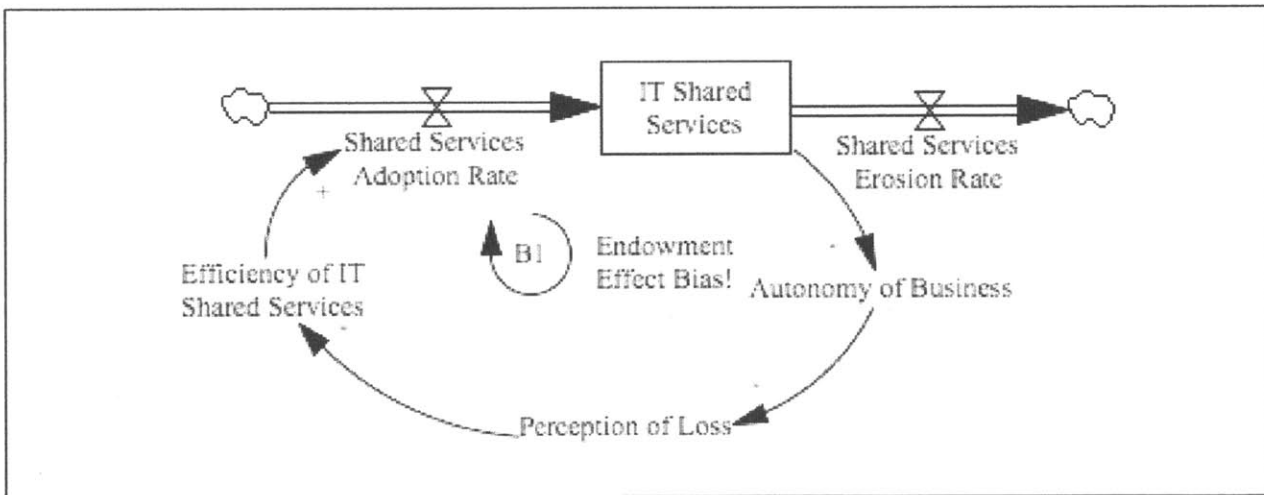 IT Shared
Services
Shared Services
Adoption Rate
+
Shared Services
Erosion Rate
B1
Endowment
Effect Bias!
-
Autonomy of Business
Efficiency of IT
Shared Services
-
-
Perception of Loss